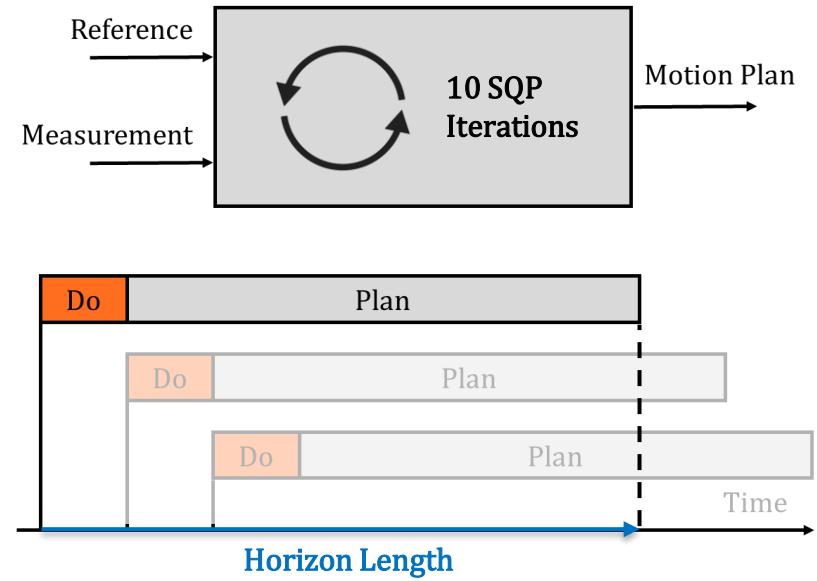 Reference
Measurement
10 SQP
Iterations
Motion Plan
Do
Plan
Do
Plan
Do
Plan
Time
Horizon Length